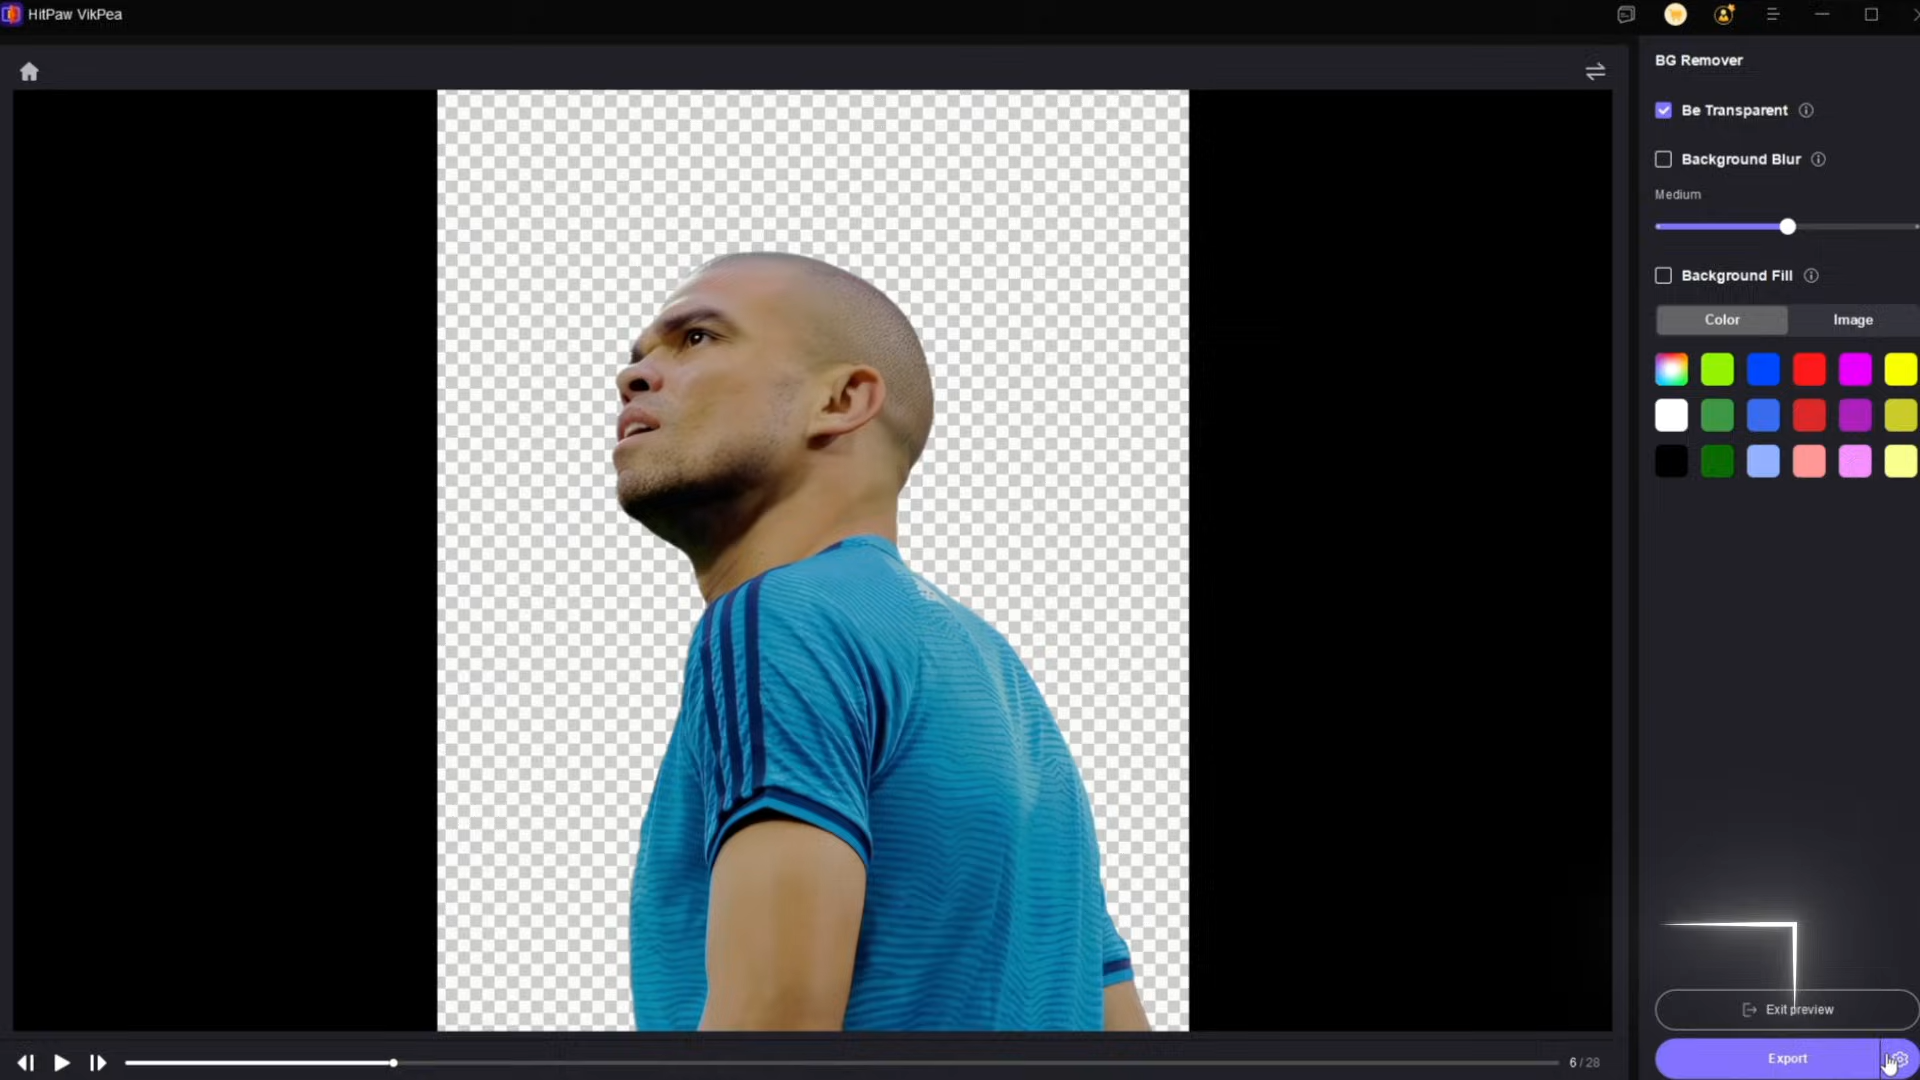 HitPaw VikPea
BG Remover
Be Transparent
Background Blur
Medium
Background Fill
Color
Image
Exit preview
6 / 28
Export